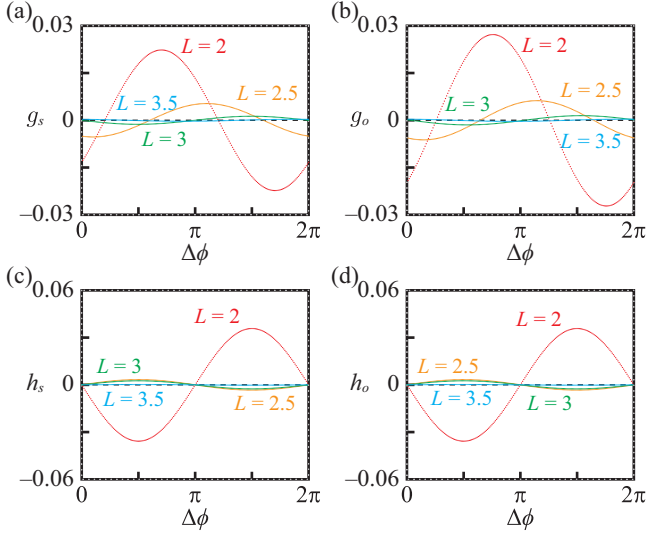 (a)
(b)
0.03
0.03
L = 2
L = 2
L = 3.5
L = 2.5
L = 3
L = 2.5
g_s
0
g_o
0
L = 3
L = 3.5
−0.03
−0.03
0
π
2π
0
π
2π
Δϕ
Δϕ
(c)
(d)
0.06
0.06
L = 2
L = 2
L = 3
L = 2.5
h_s
0
h_o
0
L = 3.5
L = 2.5
L = 3.5
L = 3
−0.06
−0.06
0
π
2π
0
π
2π
Δϕ
Δϕ